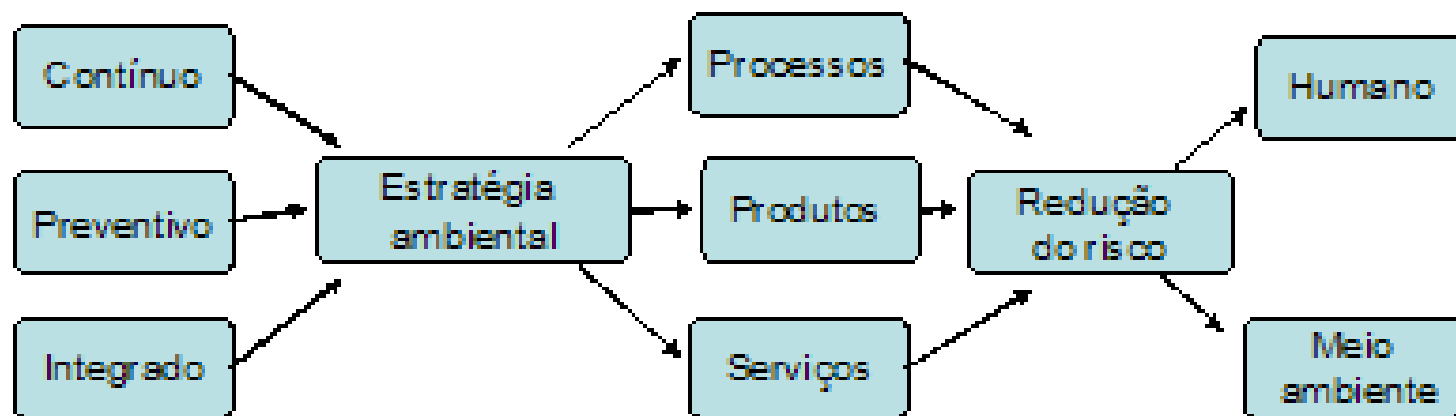 Contínuo
Preventivo
Integrado
Estratégia
ambiental
Processos
Produtos
Serviços
Redução
do risco
Humano
Meio
ambiente